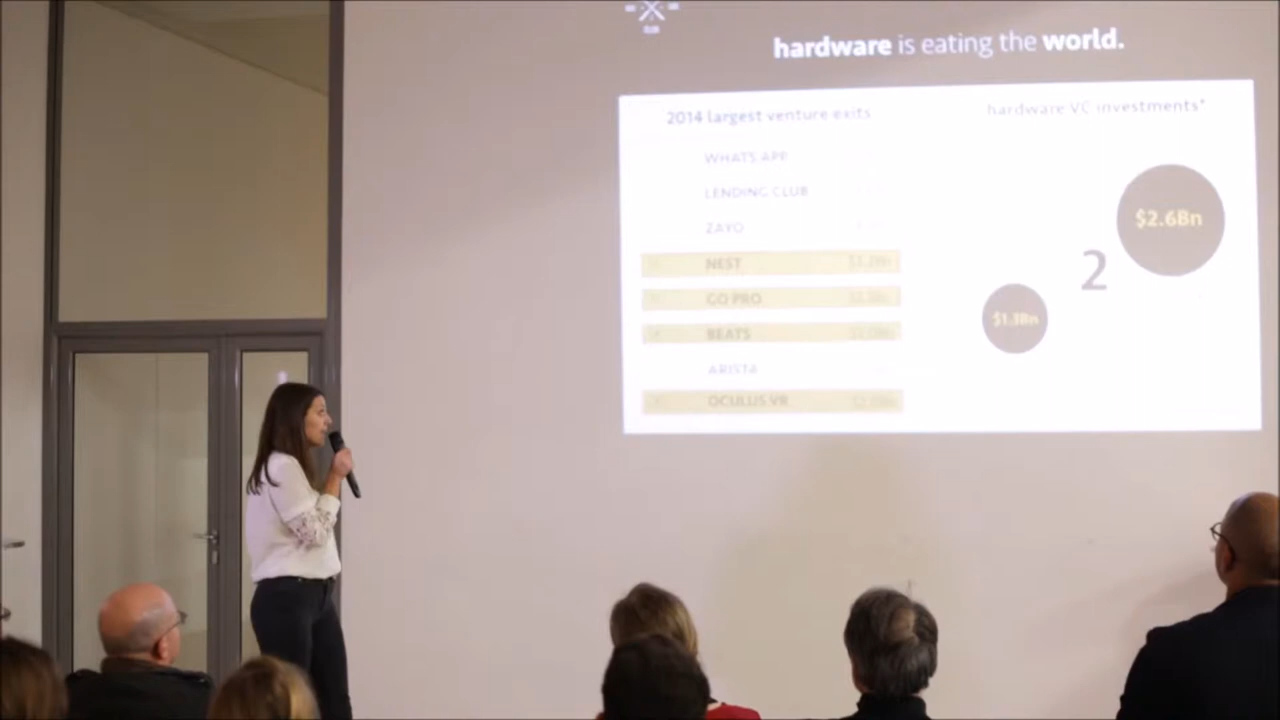 hardware is eating the world.
2014 largest venture exits
hardware VC investments*
WHATS APP
LENDING CLUB
ZAYO
NEST
GO PRO
BEATS
ARISTA
OCULUS VR
$2.6Bn
2
$1.3Bn